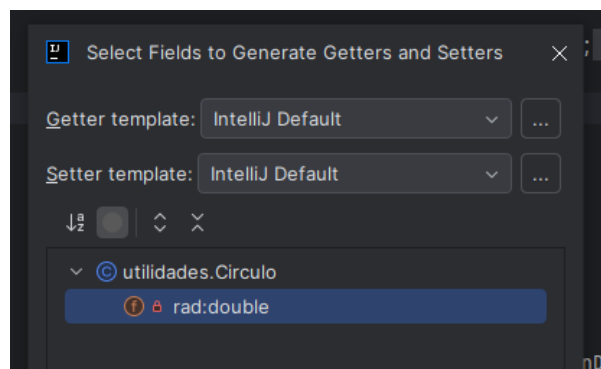 IJ Select Fields to Generate Getters and Setters
;
Getter template: IntelliJ Default ...
Setter template: IntelliJ Default ...
a
z
C utilidades.Circulo
f rad:double